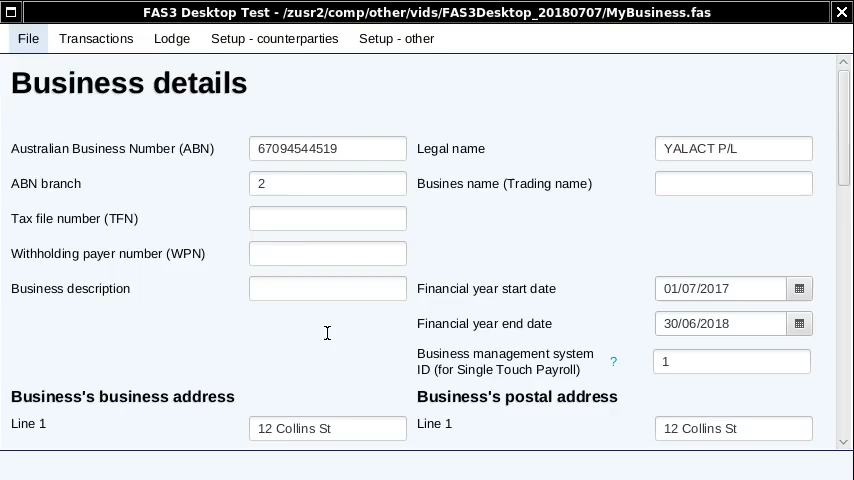 FAS3 Desktop Test - /zusr2/comp/other/vids/FAS3Desktop_20180707/MyBusiness.fas
File Transactions Lodge Setup - counterparties Setup - other
Business details
Australian Business Number (ABN) 67094544519 Legal name YALACT P/L
ABN branch 2 Busines name (Trading name)
Tax file number (TFN)
Withholding payer number (WPN)
Business description Financial year start date 01/07/2017
Financial year end date 30/06/2018
Business management system
ID (for Single Touch Payroll) ? 1
Business's business address Business's postal address
Line 1 12 Collins St Line 1 12 Collins St